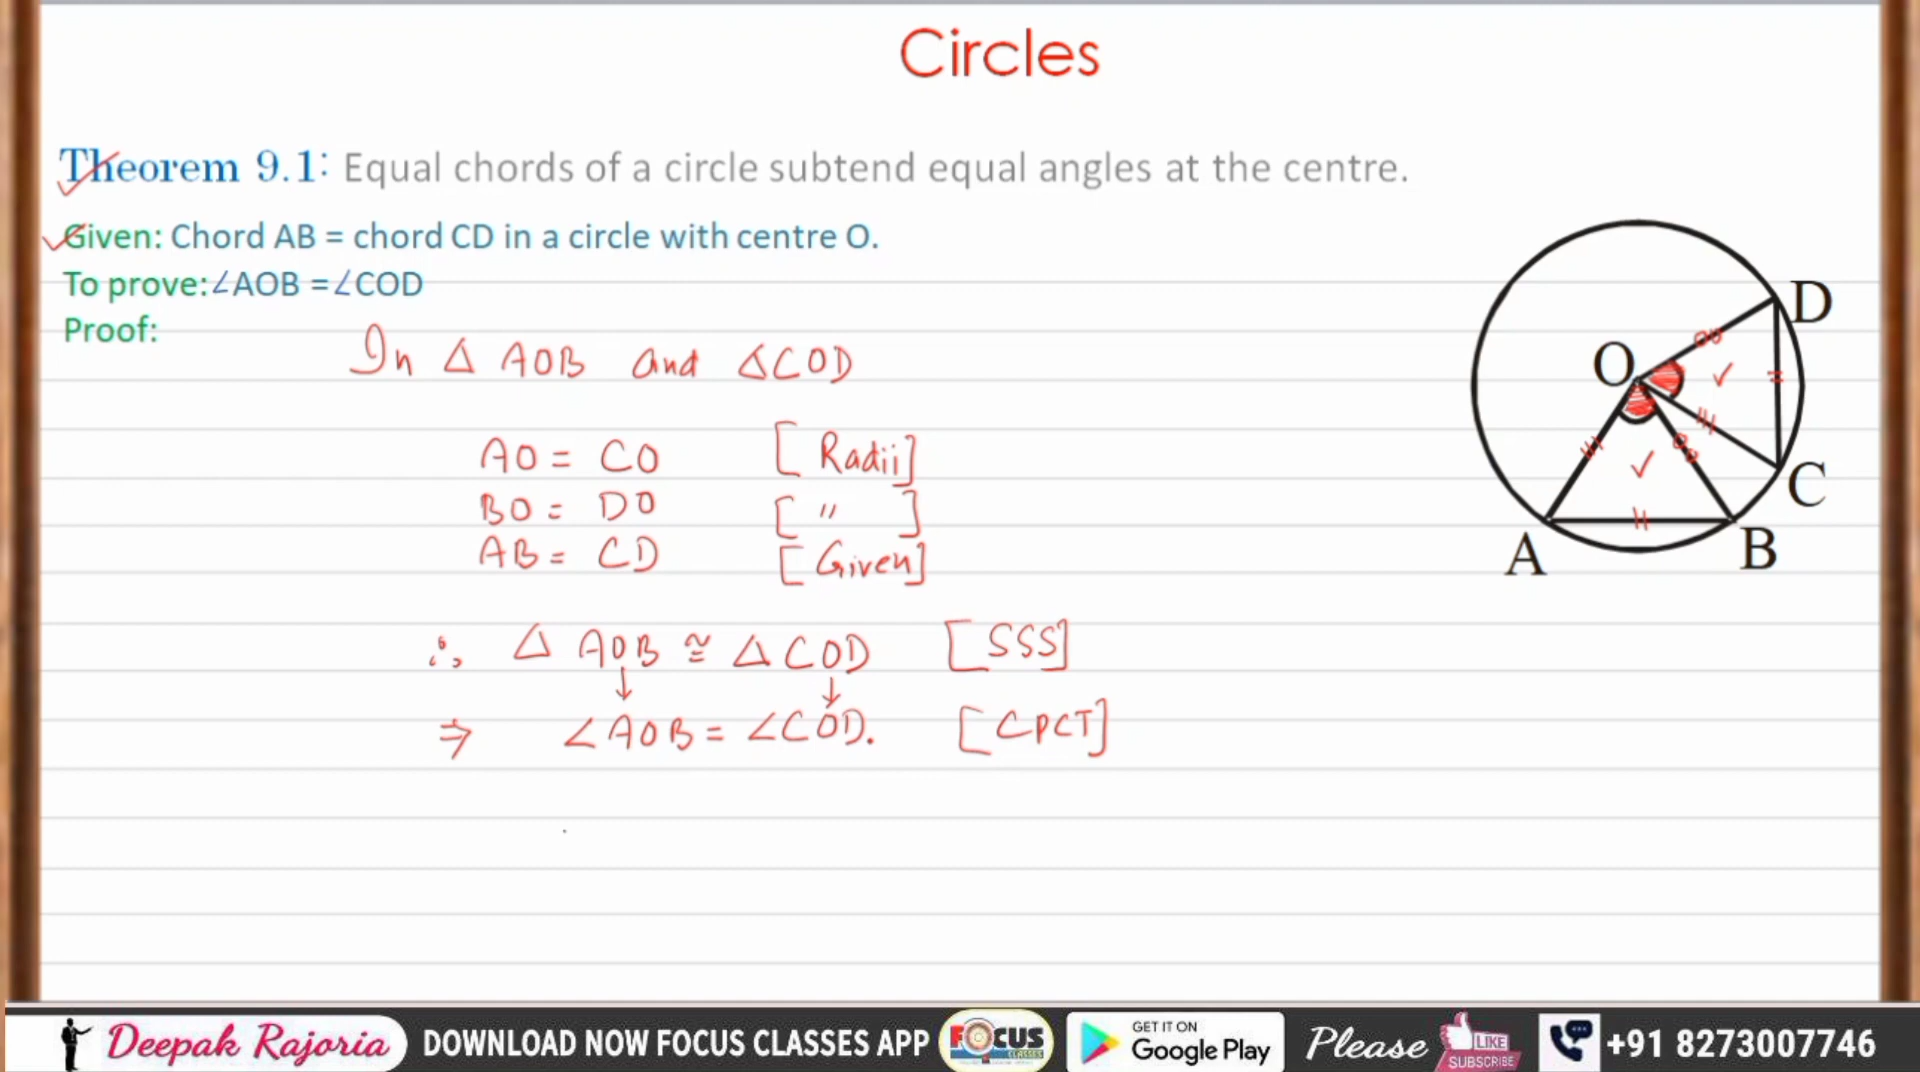 Circles
Theorem 9.1: Equal chords of a circle subtend equal angles at the centre.
Given: Chord AB = chord CD in a circle with centre O.
To prove:∠AOB =∠COD
Proof:
In △ AOB and △COD
AO = CO [Radii]
BO = DO [ " ]
AB = CD [Given]
∴ △ AOB ≅ △COD [SSS]
⇒ ∠AOB = ∠COD. [CPCT]
D
O
C
A
B
Deepak Rajoria DOWNLOAD NOW FOCUS CLASSES APP FOCUS CLASSES GET IT ON Google Play Please LIKE SUBSCRIBE +91 8273007746